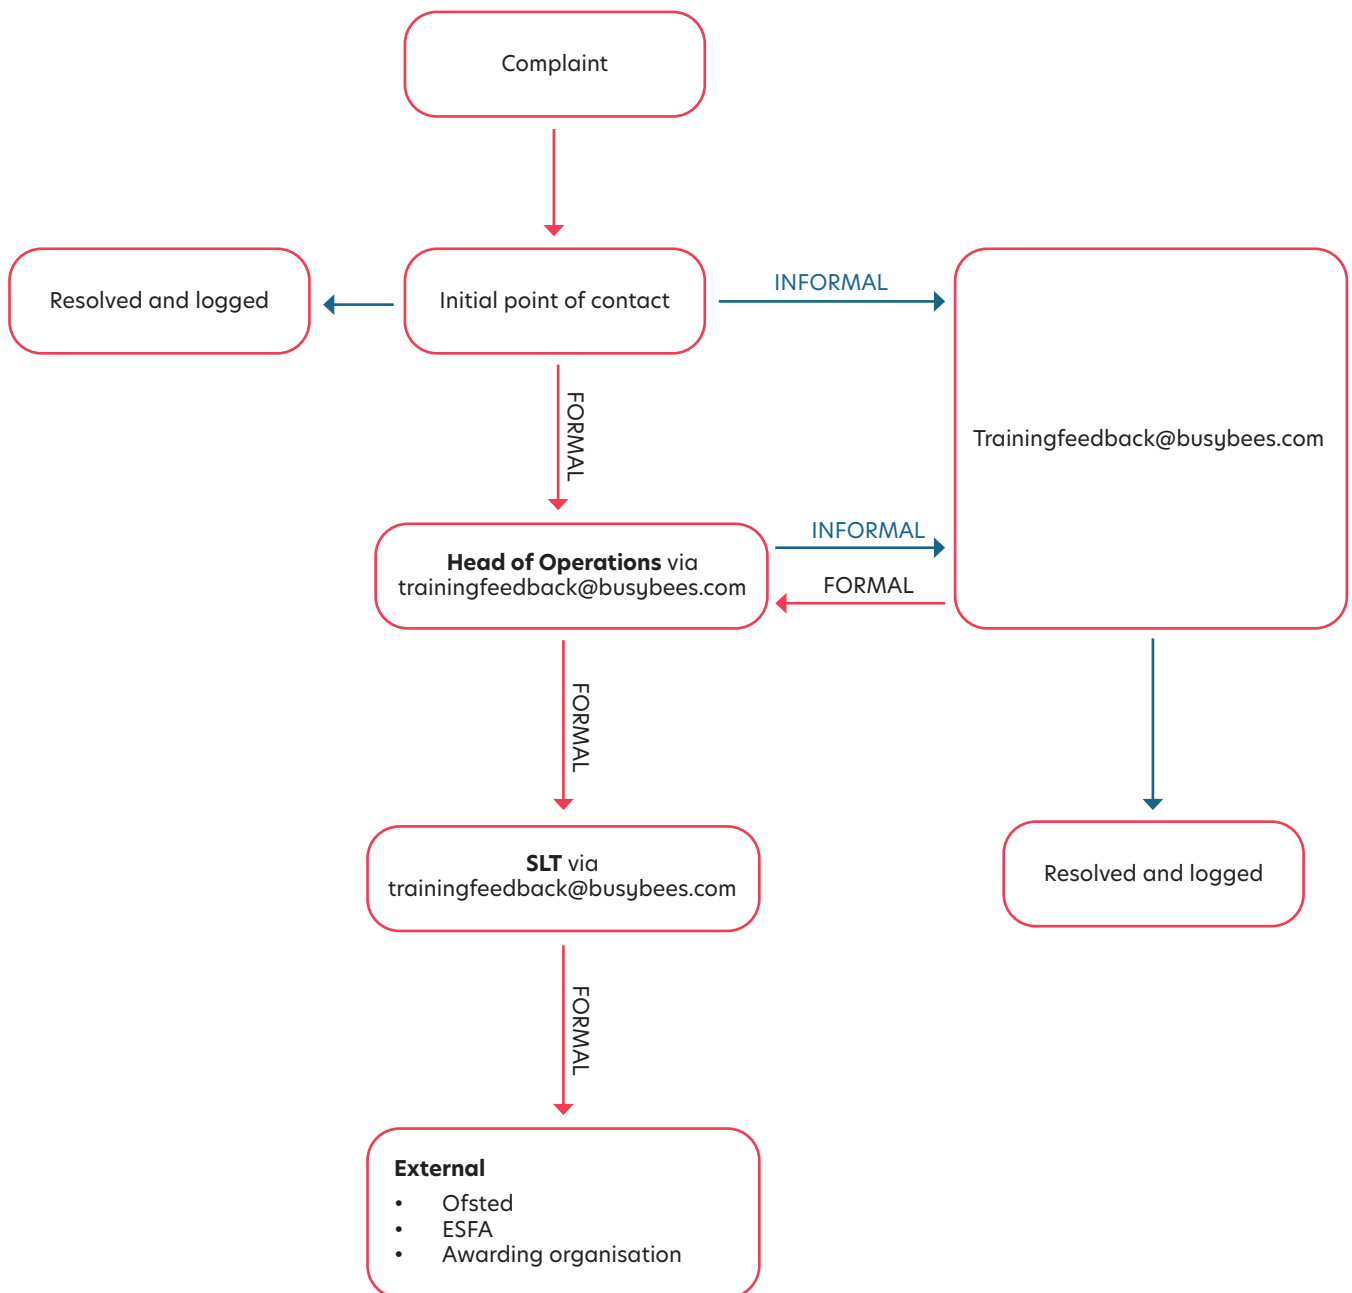 Complaint
Resolved and logged
Initial point of contact
INFORMAL
FORMAL
Trainingfeedback@busybees.com
Head of Operations via
trainingfeedback@busybees.com
INFORMAL
FORMAL
FORMAL
SLT via
trainingfeedback@busybees.com
Resolved and logged
FORMAL
External
• Ofsted
• ESFA
• Awarding organisation